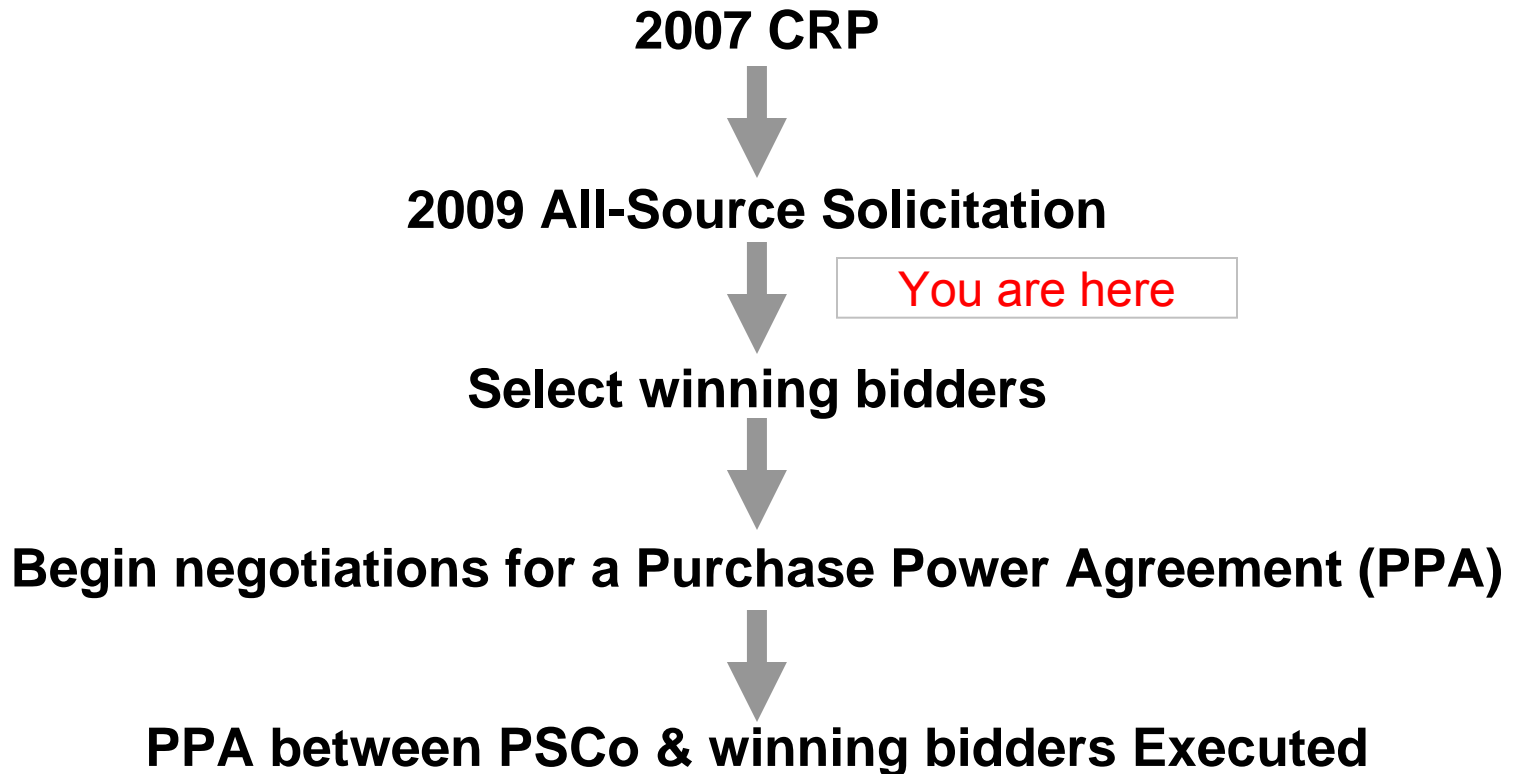 2007 CRP
2009 All-Source Solicitation
You are here
Select winning bidders
Begin negotiations for a Purchase Power Agreement (PPA)
PPA between PSCo & winning bidders Executed